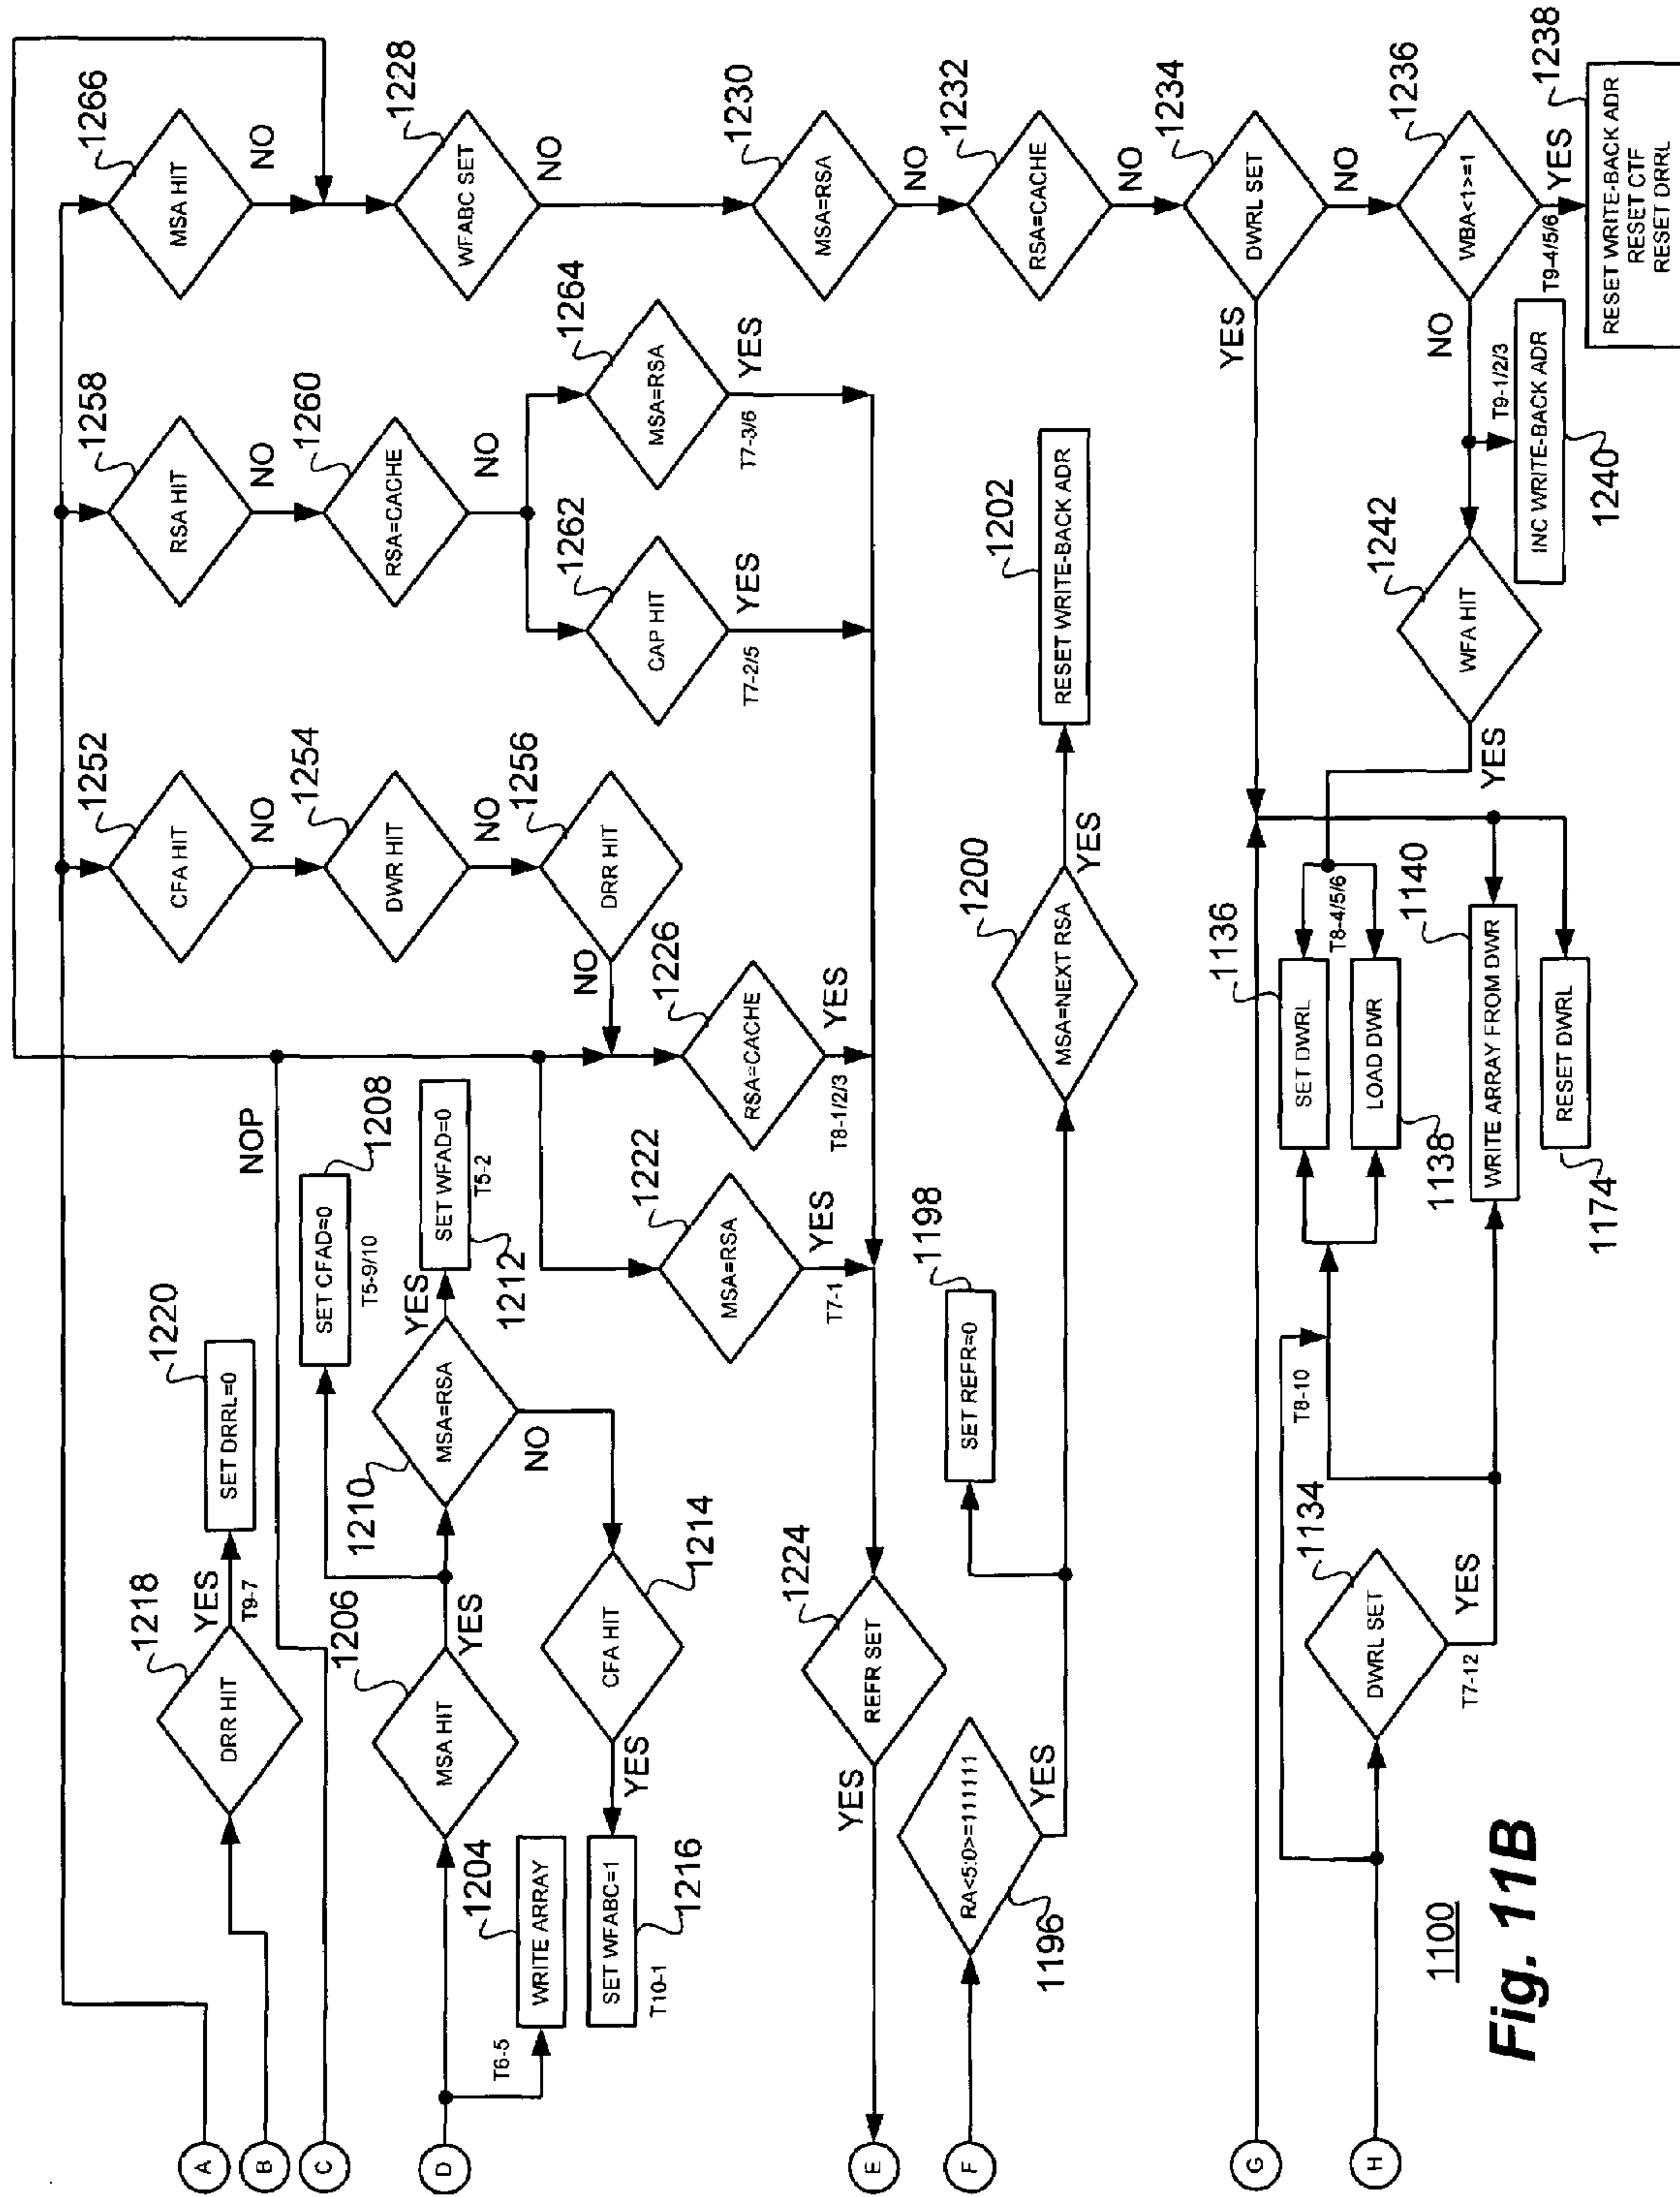 A
B
C
D
E
F
G
H
1266
MSA HIT
NO
1228
WFABC SET
NO
1230
MSA=RSA
NO
1232
RSA=CACHE
NO
1234
DWRL SET
YES
NO
1236
WBA<1>=1
NO
YES
T9-4/5/6
1238
RESET WRITE-BACK ADR
RESET CTF
RESET DRRL
T9-1/2/3
INC WRITE-BACK ADR
1240
1242
WFA HIT
YES
1258
RSA HIT
NO
1260
RSA=CACHE
NO
1262
CAP HIT
YES
T7-2/5
1264
MSA=RSA
YES
T7-3/6
1252
CFA HIT
NO
1254
DWR HIT
NO
1256
DRR HIT
NO
1226
RSA=CACHE
YES
T8-1/2/3
NOP
1222
MSA=RSA
YES
T7-1
1218
DRR HIT
YES
T9-7
1220
SET DRRL=0
1206
MSA HIT
YES
1208
SET CFAD=0
T5-9/10
1210
MSA=RSA
YES
NO
SET WFAD=0
T5-2
1212
1214
CFA HIT
YES
SET WFABC=1
1216
T10-1
T6-5
WRITE ARRAY
1204
1224
REFR SET
YES
RA<5:0>=111111
1196
YES
1198
SET REFR=0
1200
MSA=NEXT RSA
YES
1202
RESET WRITE-BACK ADR
1134
DWRL SET
YES
T7-12
T8-10
1136
SET DWRL
T8-4/5/6
LOAD DWR
1138
1140
WRITE ARRAY FROM DWR
RESET DWRL
1174
1100
Fig. 11B